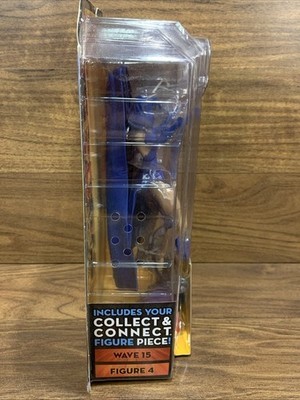 INCLUDES YOUR
COLLECT &
CONNECT
FIGURE PIECE!
WAVE 15
FIGURE 4